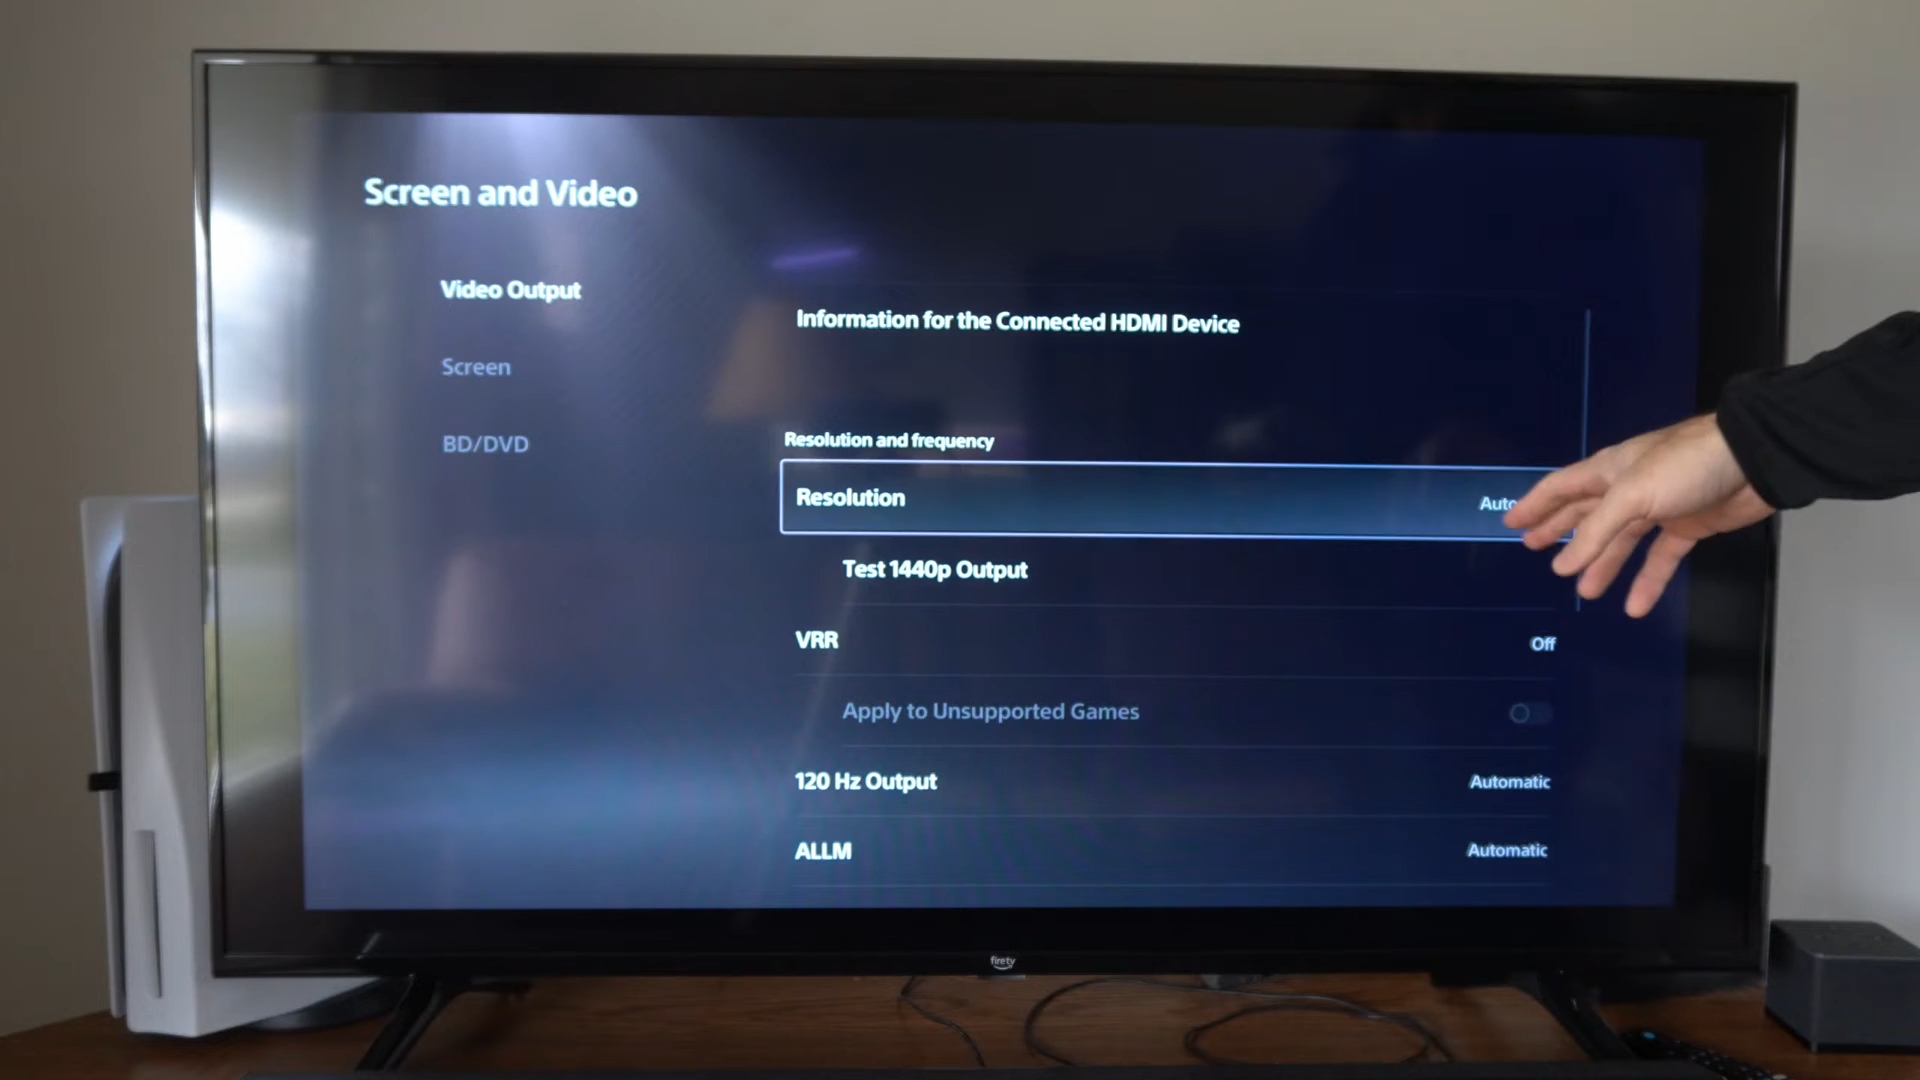 Screen and Video
Video Output
Screen
BD/DVD
Information for the Connected HDMI Device
Resolution and frequency
Resolution
Test 1440p Output
VRR
Off
Apply to Unsupported Games
120 Hz Output
Automatic
ALLM
Automatic
firetv